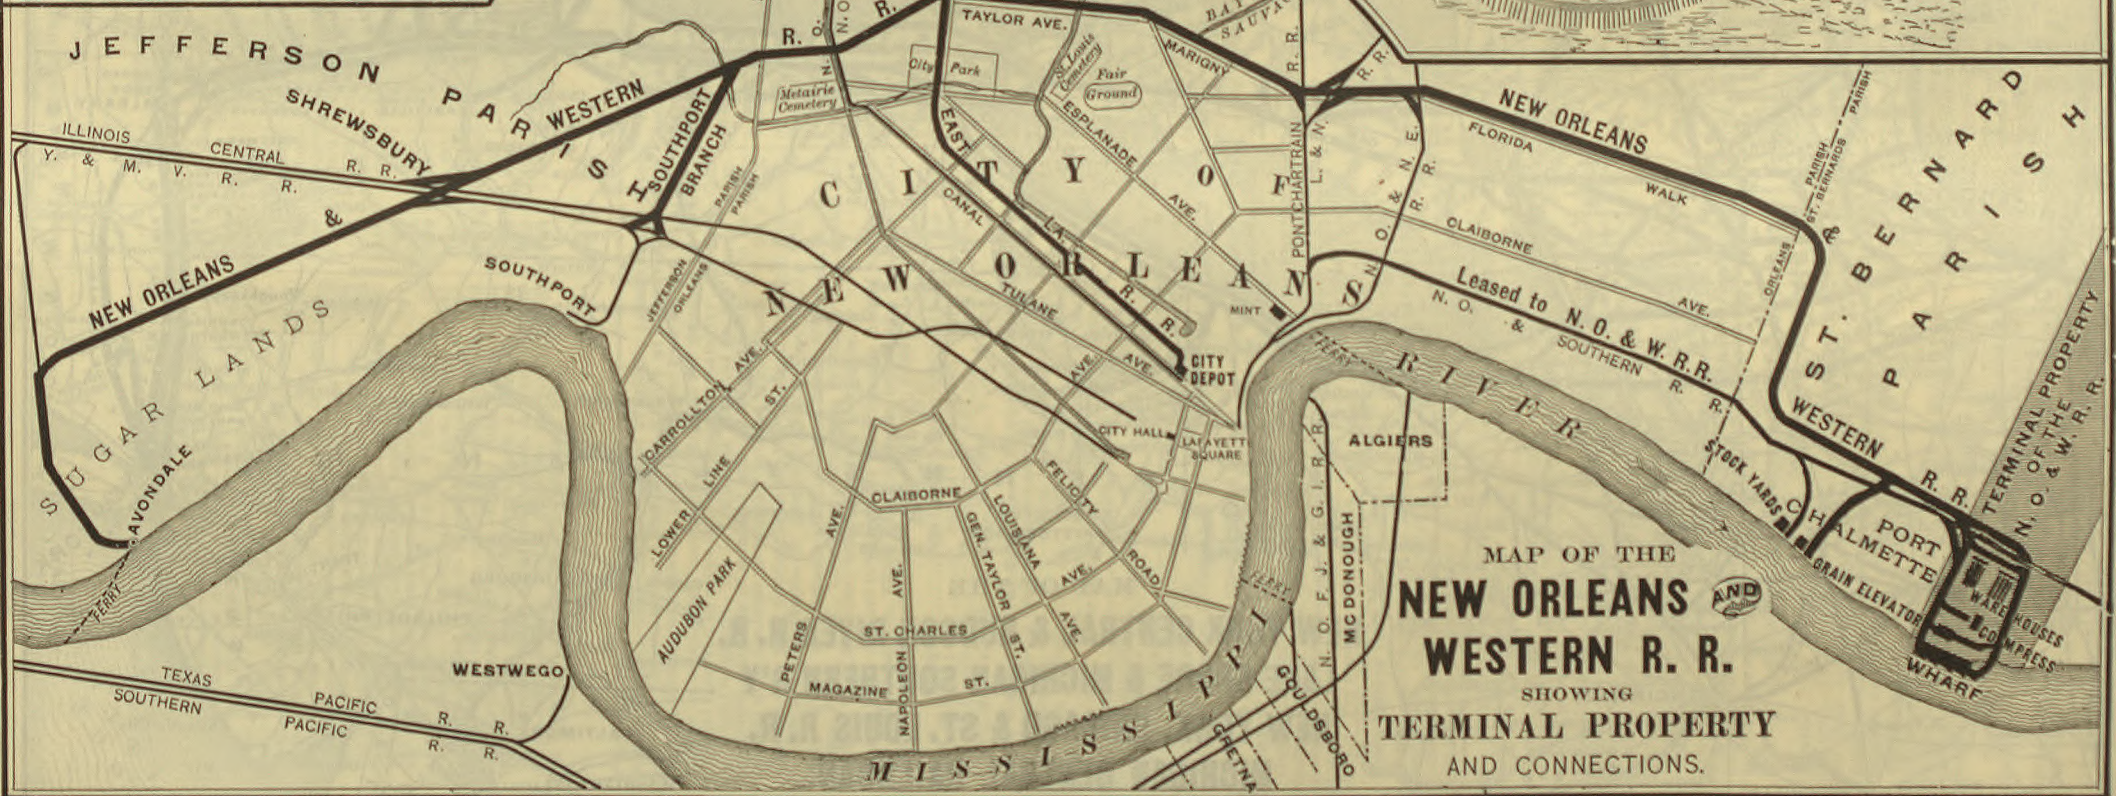 JEFFERSON PARISH
SHREWSBURY
ILLINOIS CENTRAL R. R.
Y. & M. V. R. R.
NEW ORLEANS & WESTERN R. R.
SOUTHPORT BRANCH
SOUTHPORT
SUGAR LANDS
AVONDALE
FERRY
TEXAS PACIFIC R. R.
SOUTHERN PACIFIC R. R.
WESTWEGO
PARISH
PARISH
JEFFERSON
ORLEANS
Metairie
Cemetery
City Park
TAYLOR AVE.
St. Louis
Cemetery
Fair
Ground
MARIGNY
ESPLANADE AVE.
EAST LA. R. R.
CANAL
CITY OF
NEW ORLEANS
TULANE AVE.
MINT
CITY
DEPOT
CITY HALL
LAFAYETTE
SQUARE
CARROLLTON AVE.
LOWER LINE ST.
AUDUBON PARK
CLAIBORNE AVE.
PETERS AVE.
NAPOLEON AVE.
GEN. TAYLOR ST.
LOUISIANA AVE.
FELICITY ROAD
ST. CHARLES AVE.
MAGAZINE ST.
MISSISSIPPI RIVER
FERRY
FERRY
GRETNA
GOULDSBORO
MCDONOUGH
ALGIERS
N. O. F. J. & G. I. R. R.
PONTCHARTRAIN R. R.
L. & N.
R. R.
N. O. & N. E. R. R.
NEW ORLEANS & WESTERN R. R.
FLORIDA WALK
CLAIBORNE AVE.
Leased to N. O. & W. R. R.
N. O. & SOUTHERN R. R.
PARISH
PARISH
ST. BERNARDS
ORLEANS
ST. BERNARD
PARISH
STOCK YARDS
PORT
CHALMETTE
GRAIN ELEVATOR
WAREHOUSES
COMPRESS
WHARF
TERMINAL PROPERTY
OF THE
N. O. & W. R. R.
MAP OF THE
NEW ORLEANS AND
WESTERN R. R.
SHOWING
TERMINAL PROPERTY
AND CONNECTIONS.